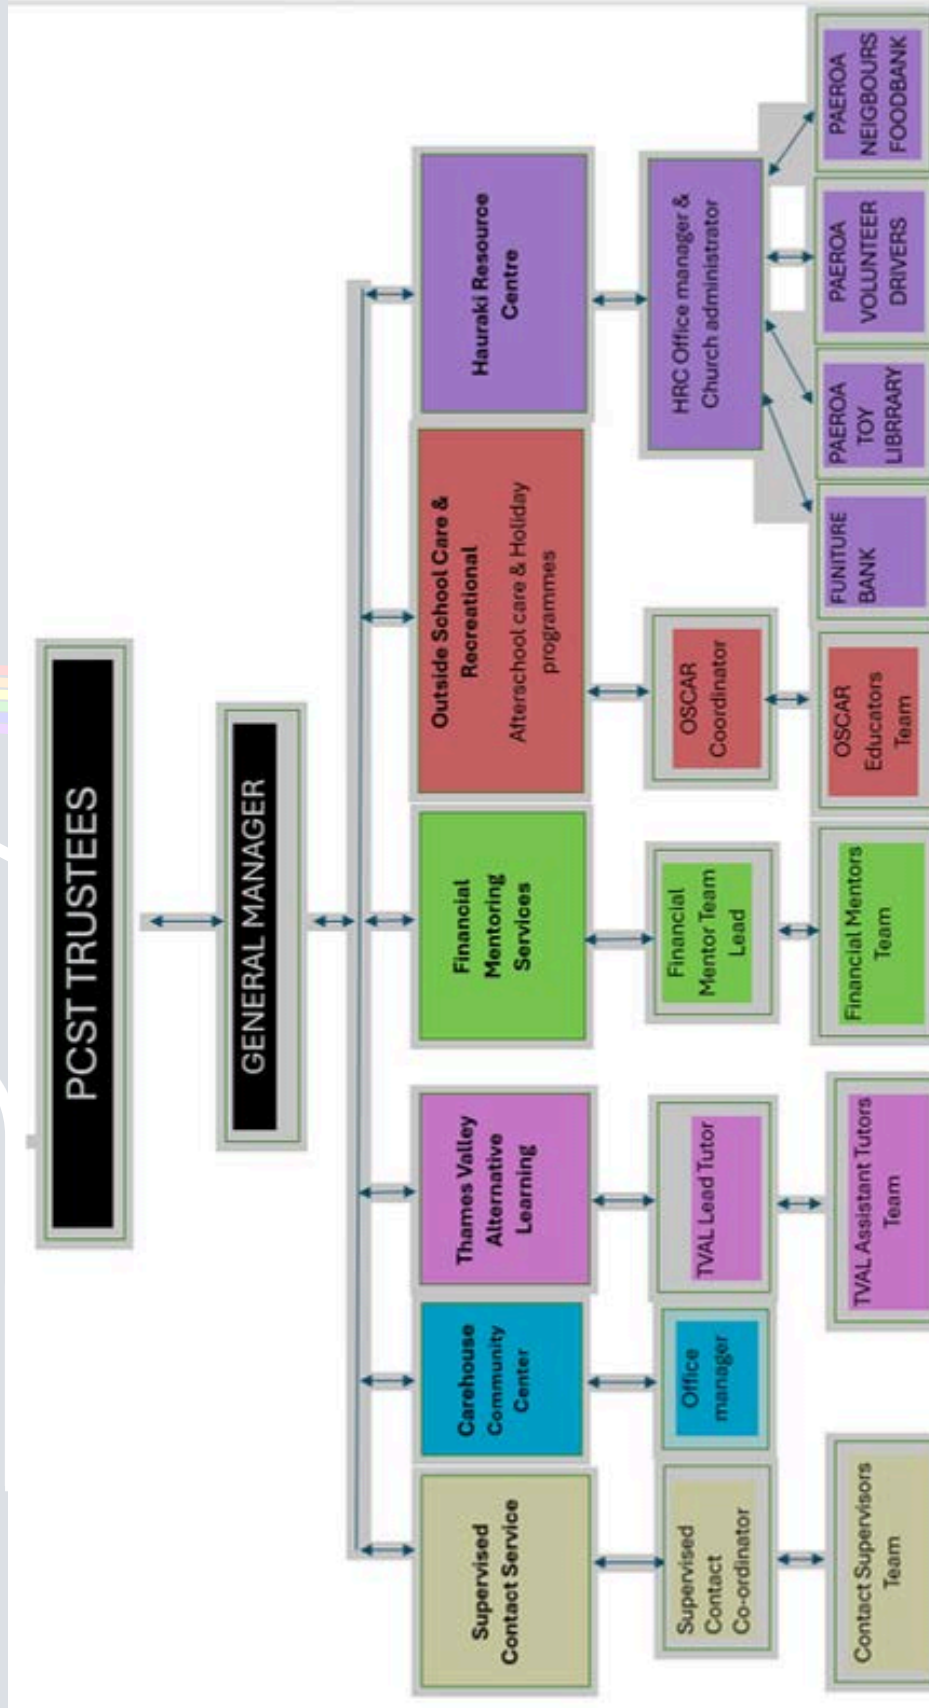 PCST TRUSTEES
GENERAL MANAGER
Supervised
Contact Service
Carehouse
Community
Center
Thames Valley
Alternative
Learning
Financial
Mentoring
Services
Outside School Care &
Recreational
Afterschool care & Holiday
programmes
Hauraki Resource
Centre
Supervised
Contact
Co-ordinator
Office
manager
TVAL Lead Tutor
Financial
Mentor Team
Lead
OSCAR
Coordinator
HRC Office manager &
Church administrator
Contact Supervisors
Team
TVAL Assistant Tutors
Team
Financial Mentors
Team
OSCAR
Educators
Team
FUNITURE
BANK
PAEROA
TOY
LIBRRARY
PAEROA
VOLUNTEER
DRIVERS
PAEROA
NEIGBOURS
FOODBANK